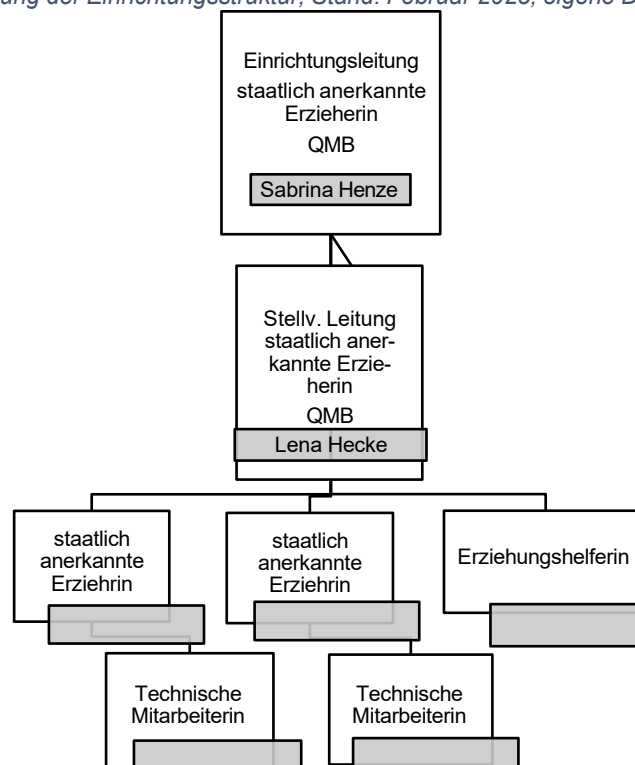 Einrichtungsleitung
staatlich anerkannte
Erzieherin
QMB
Sabrina Henze
Stellv. Leitung
staatlich aner-
kannte Erzie-
herin
QMB
Lena Hecke
staatlich
anerkannte
Erziehrin
staatlich
anerkannte
Erziehrin
Erziehungshelferin
Technische
Mitarbeiterin
Technische
Mitarbeiterin